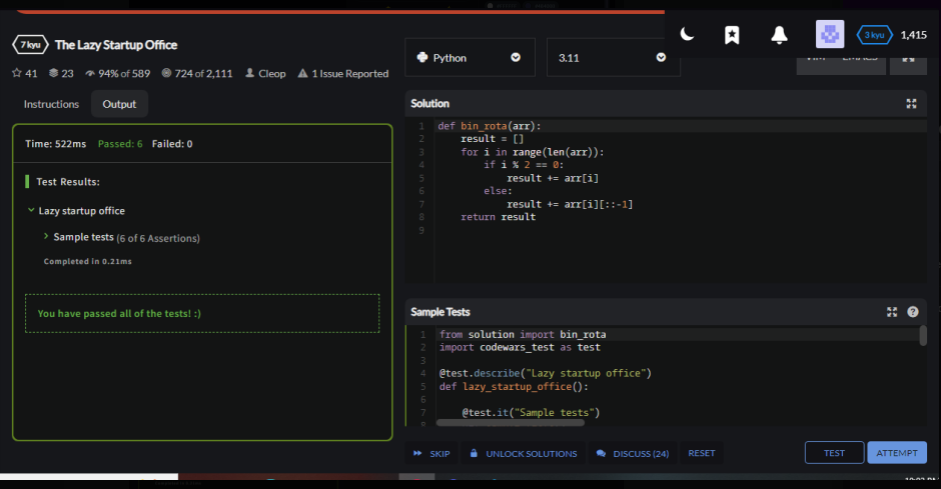 7 kyu The Lazy Startup Office
41 23 94% of 589 724 of 2,111 Cleop 1 Issue Reported
Instructions Output
Time: 522ms Passed: 6 Failed: 0
Test Results:
Lazy startup office
Sample tests (6 of 6 Assertions)
Completed in 0.21ms
You have passed all of the tests! :)
3 kyu 1,415
Python 3.11
VIM EMACS
Solution
1 def bin_rota(arr):
2 result = []
3 for i in range(len(arr)):
4 if i % 2 == 0:
5 result += arr[i]
6 else:
7 result += arr[i][::-1]
8 return result
9
Sample Tests
1 from solution import bin_rota
2 import codewars_test as test
3
4 @test.describe("Lazy startup office")
5 def lazy_startup_office():
6
7 @test.it("Sample tests")
8
SKIP UNLOCK SOLUTIONS DISCUSS (24) RESET TEST ATTEMPT